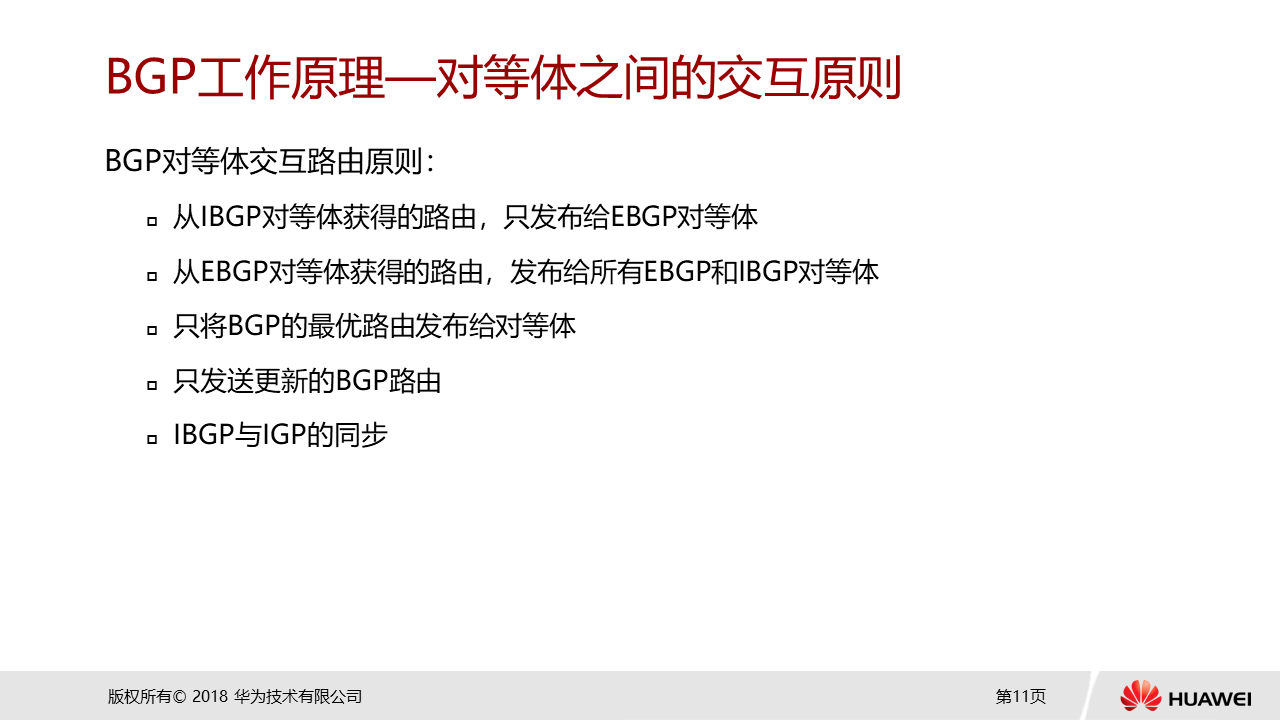 BGP工作原理—对等体之间的交互原则
BGP对等体交互路由原则：
从IBGP对等体获得的路由，只发布给EBGP对等体
从EBGP对等体获得的路由，发布给所有EBGP和IBGP对等体
只将BGP的最优路由发布给对等体
只发送更新的BGP路由
IBGP与IGP的同步
版权所有© 2018 华为技术有限公司
第11页
HUAWEI